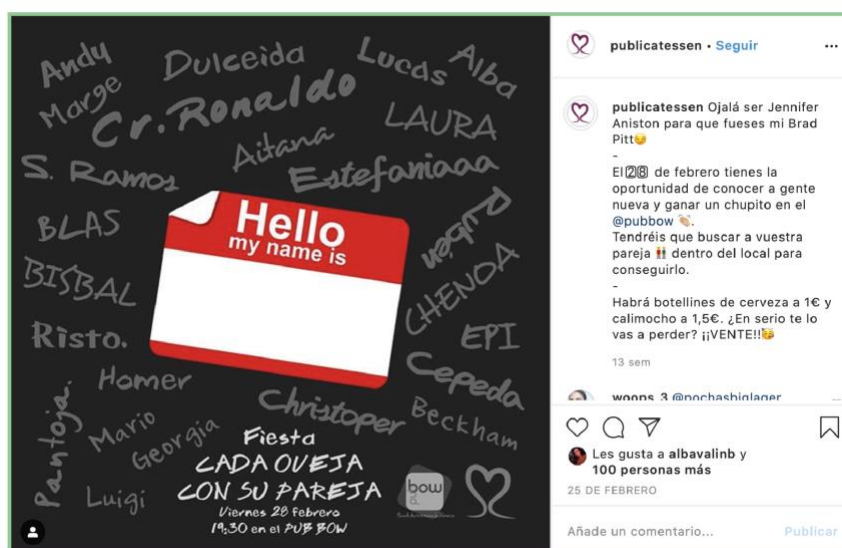 Andy
Dulceida
Lucas
Alba
Marge
Cr. Ronaldo
LAURA
Aitana
S. Ramos
Estefaniaaa
BLAS
Hello
my name is
Ruben
BISBAL
CHENOA
Risto.
EPI
Homer
Cepeda
Christoper
Beckham
Pantoja.
Mario
Georgia
Luigi
Fiesta
CADA OVEJA
CON SU PAREJA
Viernes 28 febrero
19,30 en el PUB BOW
bow
publicatessen • Seguir
publicatessen Ojalá ser Jennifer
Aniston para que fueses mi Brad
Pitt😏
-
El 2️⃣8️⃣ de febrero tienes la
oportunidad de conocer a gente
nueva y ganar un chupito en el
@pubbow 👏🏼.
Tendréis que buscar a vuestra
pareja 👫 dentro del local para
conseguirlo.
-
Habrá botellines de cerveza a 1€ y
calimocho a 1,5€. ¿En serio te lo
vas a perder? ¡¡VENTE!!🥳
13 sem
woops_3 @pochasbiglager
Les gusta a albavalinb y
100 personas más
25 DE FEBRERO
Añade un comentario...
Publicar